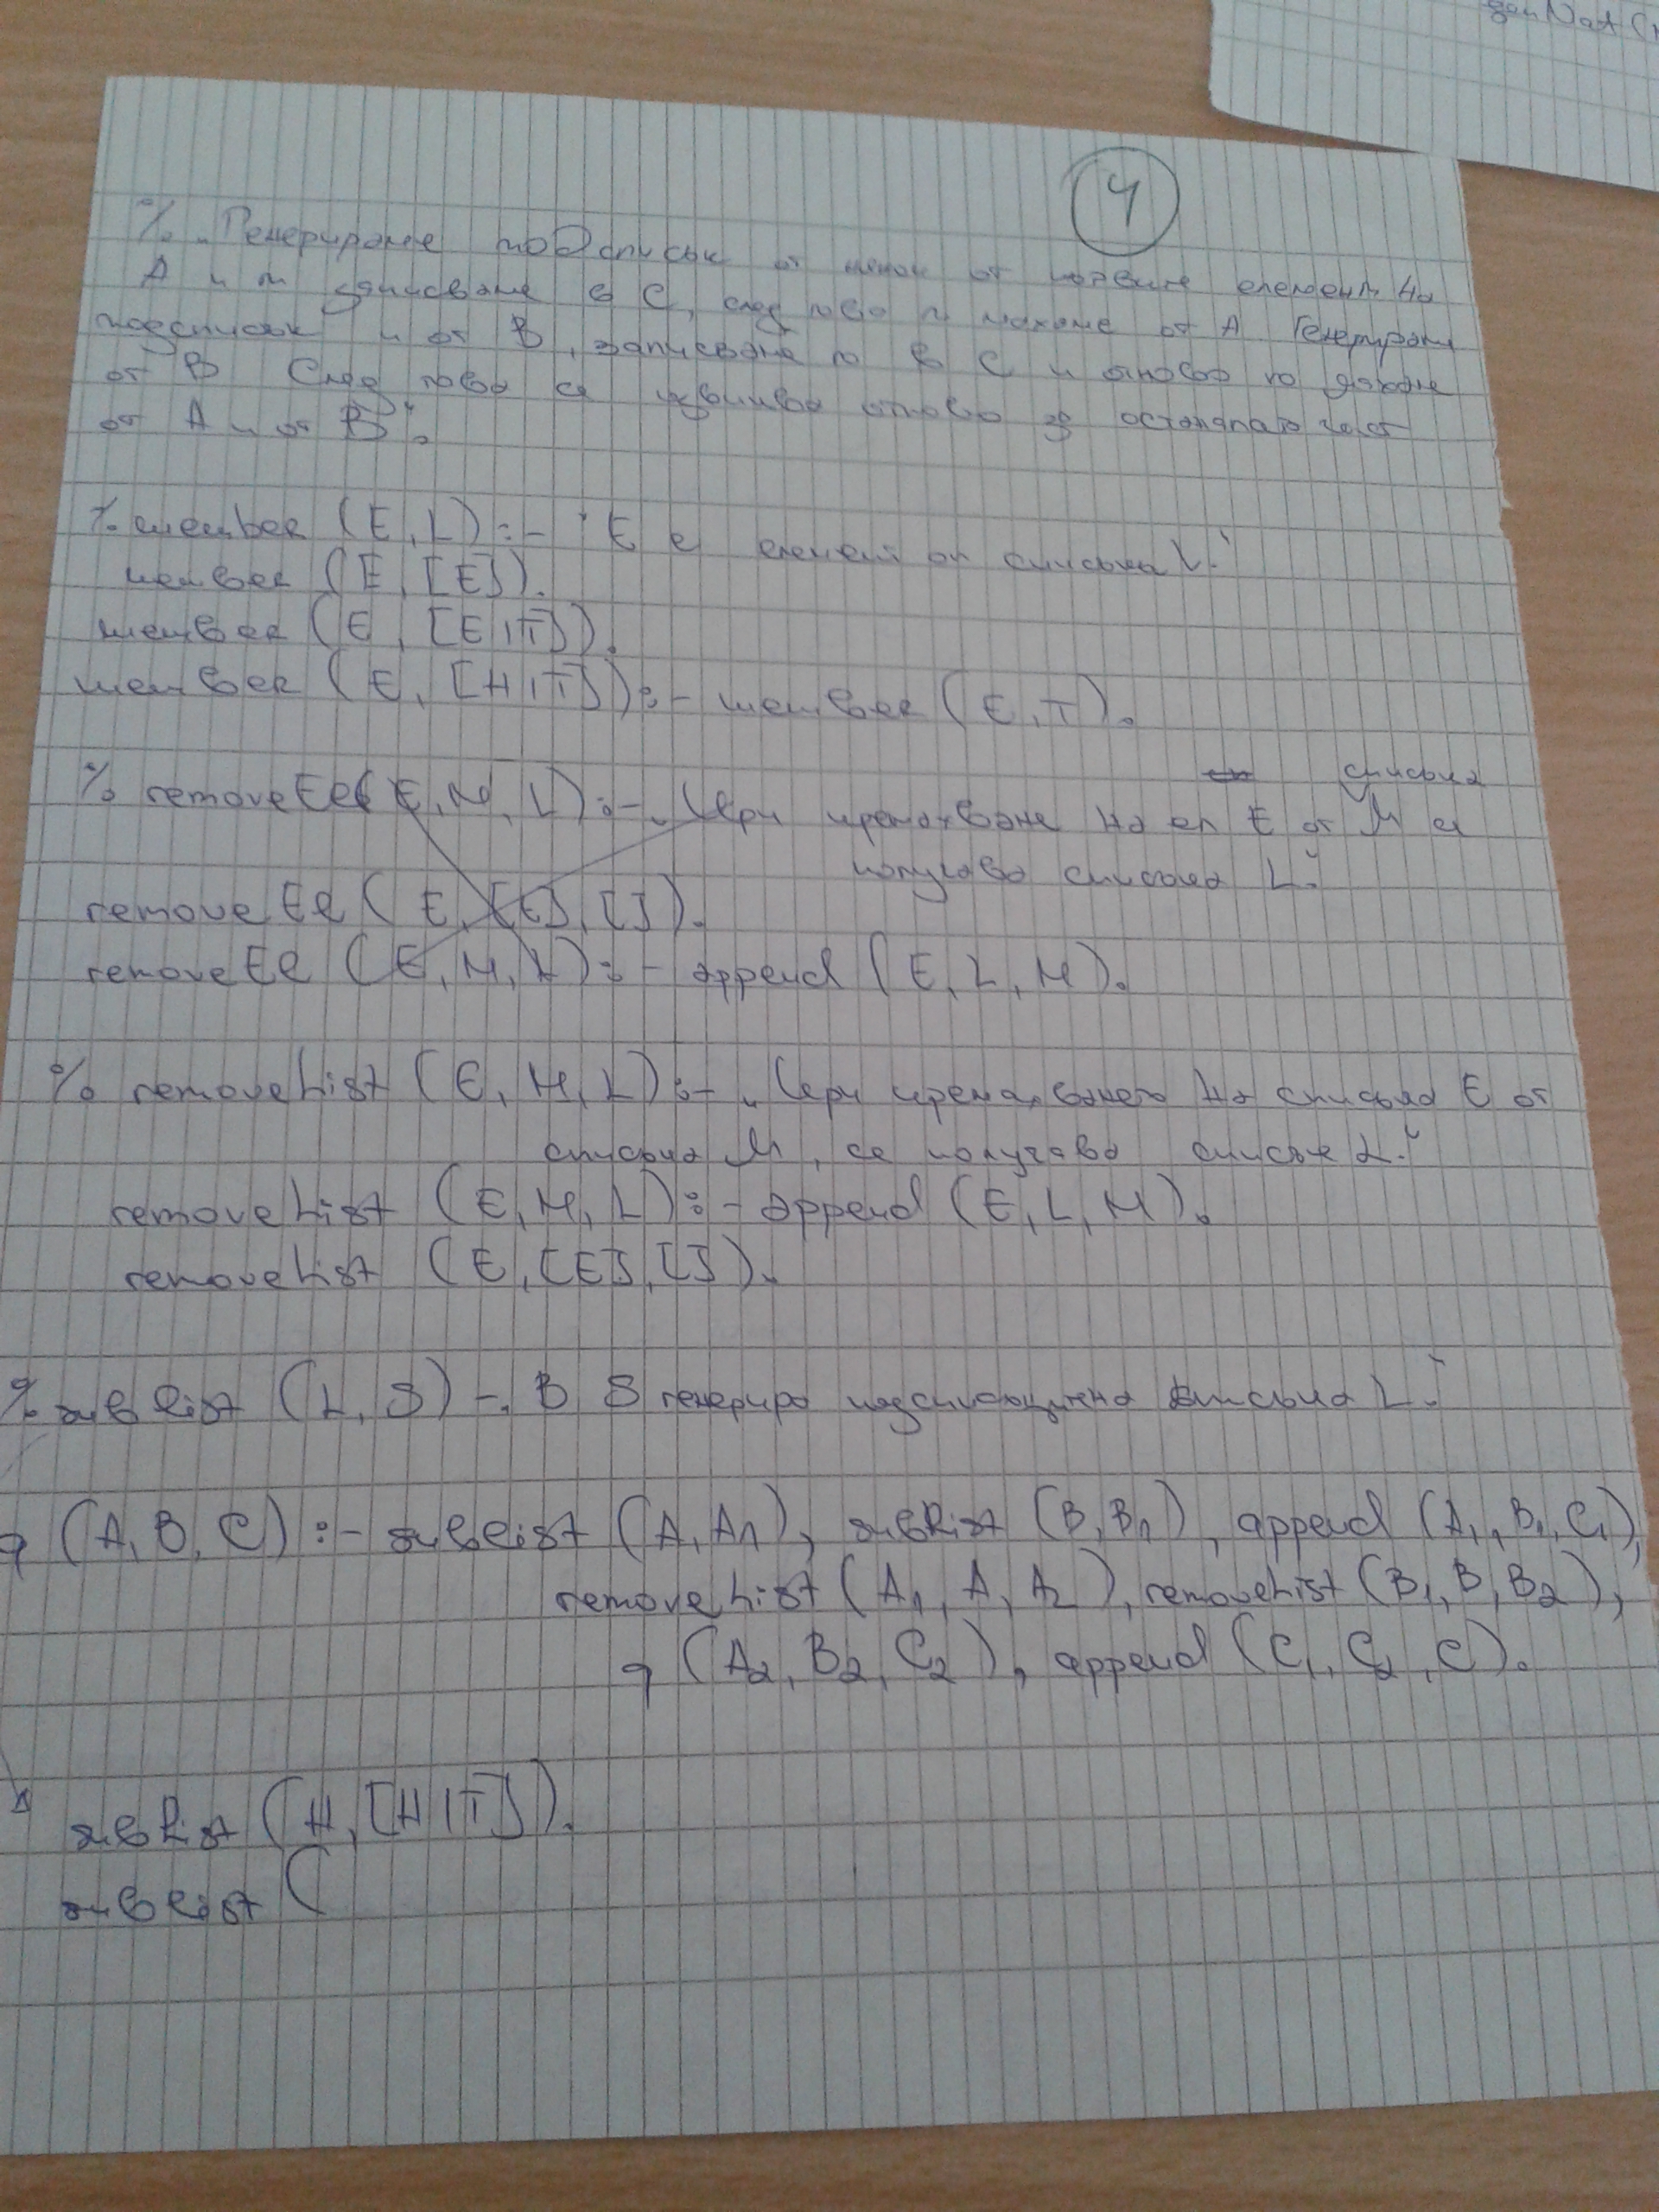 genNat(
4
% „Генериране подсписък от някои от първите елементи на
A и ги записваме в C, след това ги махаме от A. Генерираме
подсписък и от B, записваме го в C и отново го махаме
от B След това се извиква отново за останалата част
от A и от B“.
% member (E, L) :- "E е елемент от списъка L."
member (E, [E]).
member (E, [E|T]).
member (E, [H|T]) :- member (E, T).
% removeEl (E, M, L) :- „При премахване на ел E от M се
списъка
получава списъка L."
removeEl (E, [E], []).
removeEl (E, M, L) :- append (E, L, M).
% removeList (E, M, L) :- „При премахването на списъка E от
списъка M, се получава списък L."
removeList (E, M, L) :- append (E, L, M).
removeList (E, [E], []).
% sublist (L, S) - „В S генерира на списъка L."
q (A, B, C) :- sublist (A, A1), sublist (B, B1), append (A1, B1, C1),
removeList (A1, A, A2), removeList (B1, B, B2),
q (A2, B2, C2), append (C1, C2, C).
sublist (H, [H|T]).
sublist (